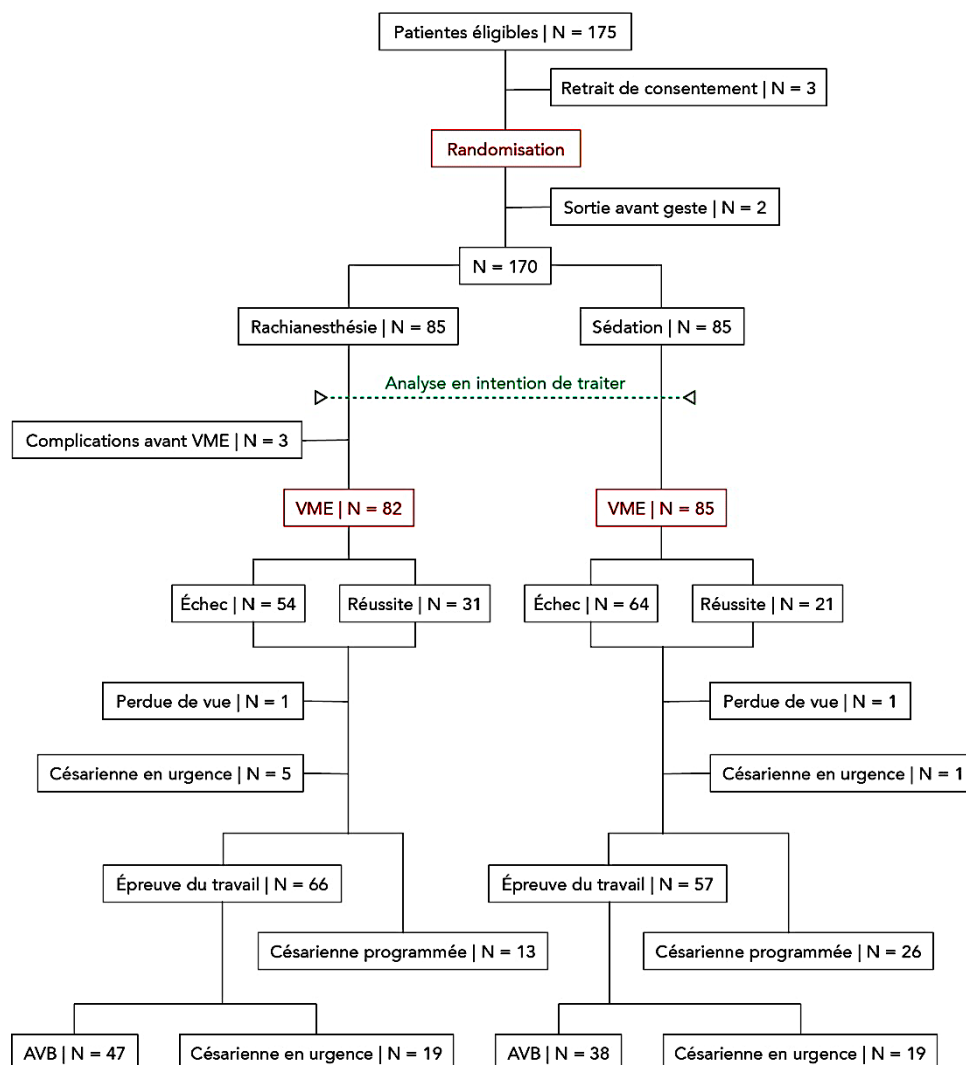 Patientes éligibles | N = 175
Retrait de consentement | N = 3
Randomisation
Sortie avant geste | N = 2
N = 170
Rachianesthésie | N = 85
Sédation | N = 85
Analyse en intention de traiter
Complications avant VME | N = 3
VME | N = 82
VME | N = 85
Échec | N = 54
Réussite | N = 31
Échec | N = 64
Réussite | N = 21
Perdue de vue | N = 1
Perdue de vue | N = 1
Césarienne en urgence | N = 5
Césarienne en urgence | N = 1
Épreuve du travail | N = 66
Épreuve du travail | N = 57
Césarienne programmée | N = 13
Césarienne programmée | N = 26
AVB | N = 47
Césarienne en urgence | N = 19
AVB | N = 38
Césarienne en urgence | N = 19